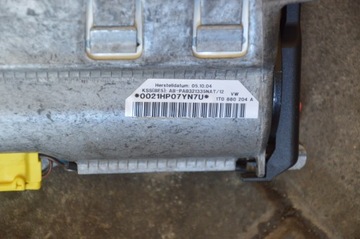 Herstelldatum: 05.10.04
VW
*0021HP07YN7U*
1T0 880 204 A